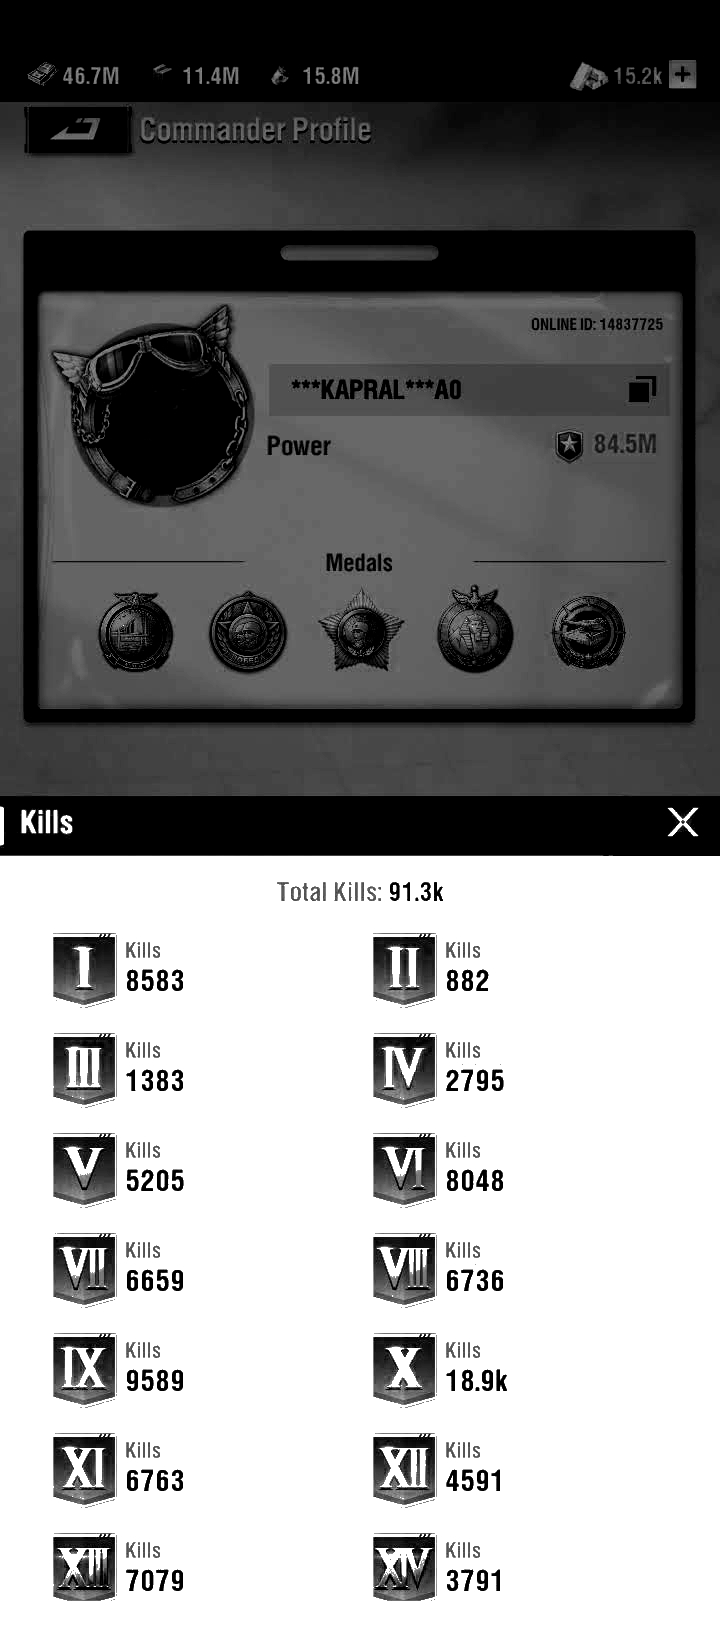 46.7M 11.4M 15.8M 15.2k
Commander Profile
ONLINE ID: 14837725
***KAPRAL***A0
Power 84.5M
Medals
Kills
Total Kills: 91.3k
I Kills 8583
II Kills 882
III Kills 1383
IV Kills 2795
V Kills 5205
VI Kills 8048
VII Kills 6659
VIII Kills 6736
IX Kills 9589
X Kills 18.9k
XI Kills 6763
XII Kills 4591
XIII Kills 7079
XIV Kills 3791